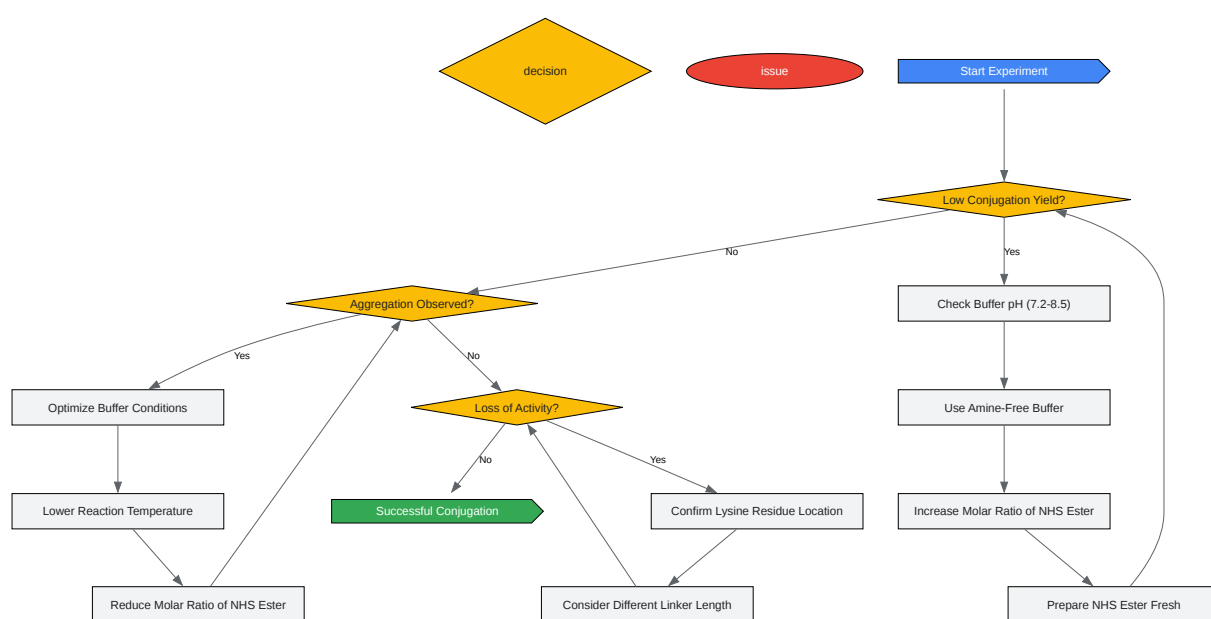 decision
issue
Start Experiment
Low Conjugation Yield?
No
Yes
Aggregation Observed?
Check Buffer pH (7.2-8.5)
Yes
No
Optimize Buffer Conditions
Loss of Activity?
Use Amine-Free Buffer
No
Yes
Lower Reaction Temperature
Successful Conjugation
Confirm Lysine Residue Location
Increase Molar Ratio of NHS Ester
Reduce Molar Ratio of NHS Ester
Consider Different Linker Length
Prepare NHS Ester Fresh